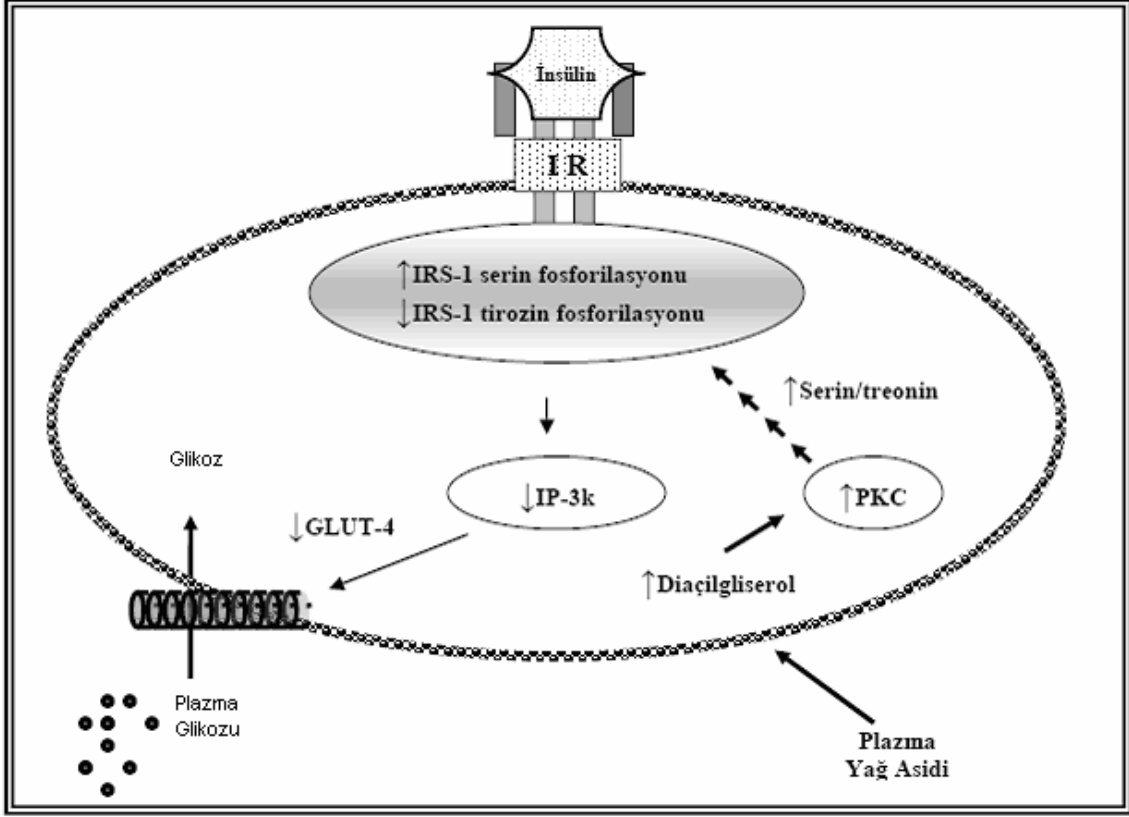 İnsülin
I R
↑IRS-1 serin fosforilasyonu
↓IRS-1 tirozin fosforilasyonu
↑Serin/treonin
Glikoz
↓IP-3k
↑PKC
↓GLUT-4
↑Diaçilgliserol
Plazma
Glikozu
Plazma
Yağ Asidi